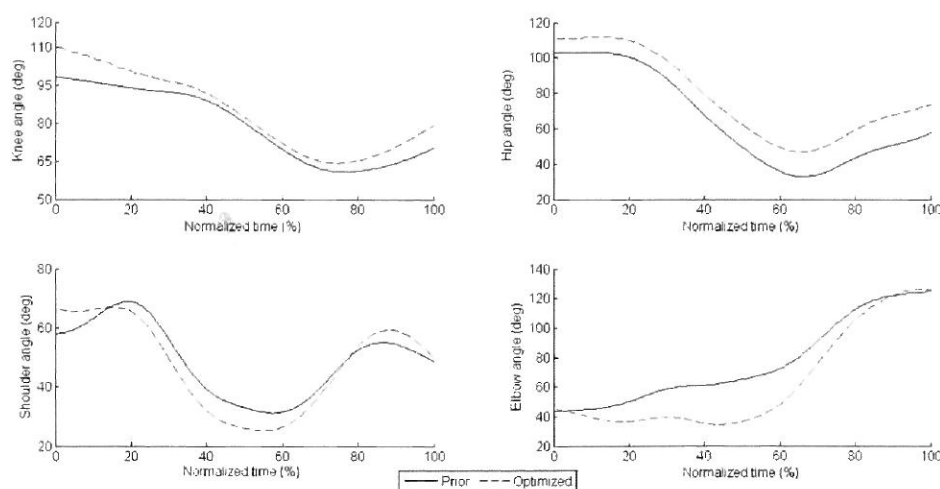 Knee angle (deg)
120
110
95
80
65
50
0 20 40 60 80 100
Normalized time (%)
Hip angle (deg)
120
100
80
60
40
20
0 20 40 60 80 100
Normalized time (%)
Shoulder angle (deg)
80
60
40
20
0 20 40 60 80 100
Normalized time (%)
Elbow angle (deg)
140
120
100
80
60
40
20
0 20 40 60 80 100
Normalized time (%)
Prior Optimized